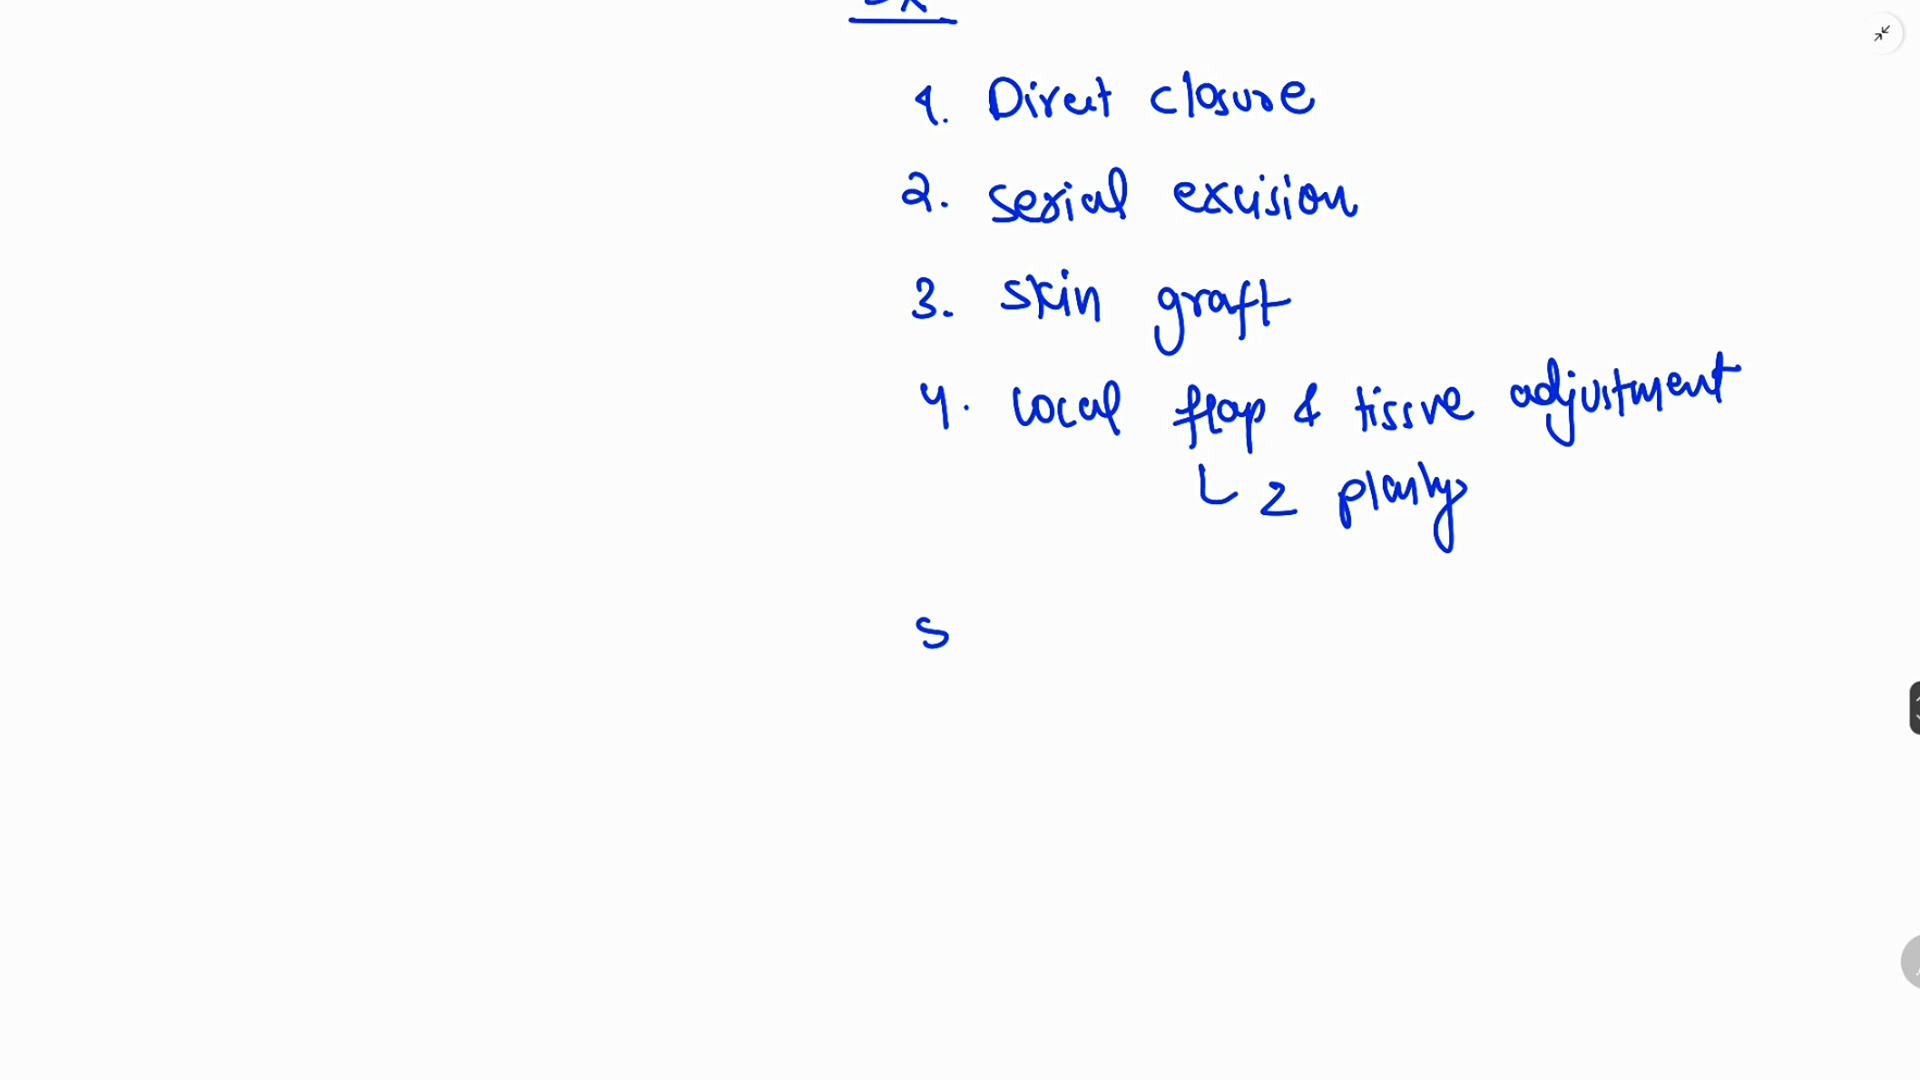 1. Direct closure
2. serial excision
3. skin graft
4. local flap & tissue adjustment
Z plasty
5